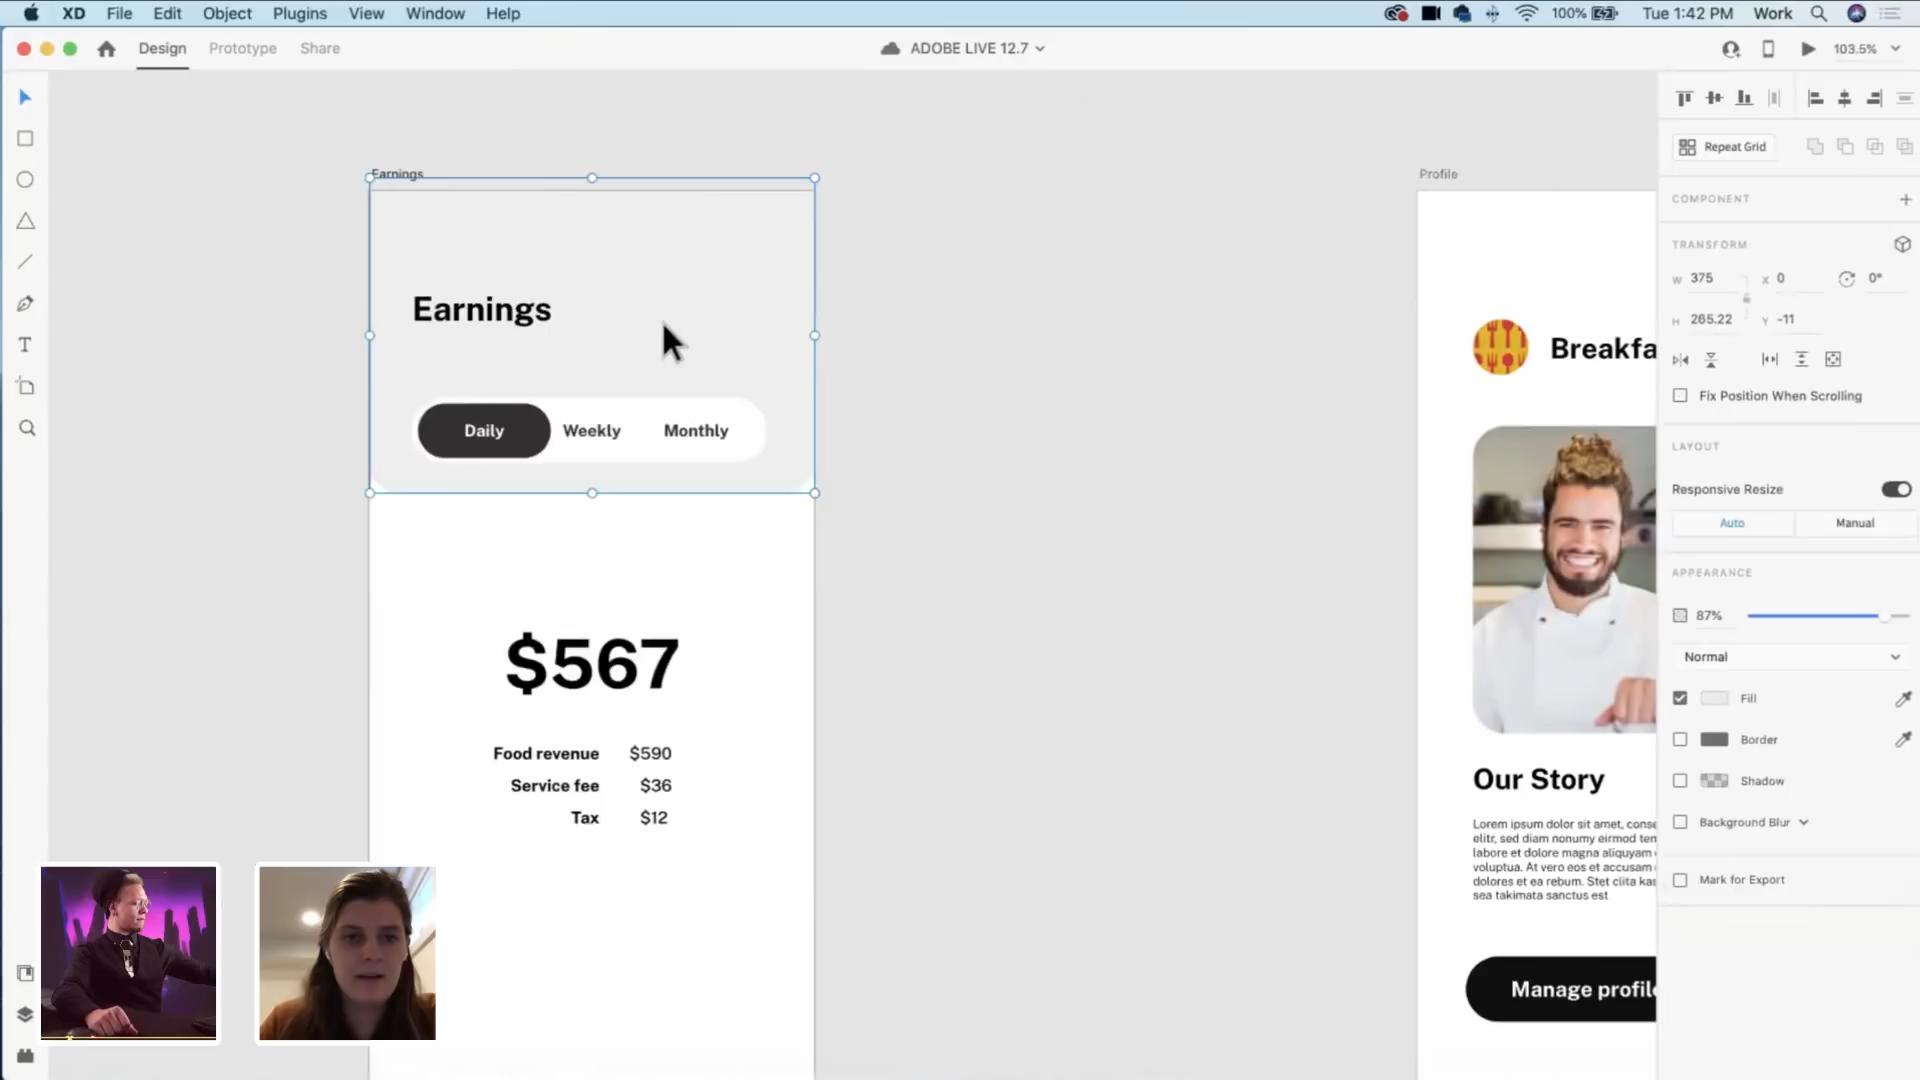 XD File Edit Object Plugins View Window Help
100% Tue 1:42 PM Work
Design Prototype Share
ADOBE LIVE 12.7
103.5%
Earnings
Earnings
Daily Weekly Monthly
$567
Food revenue $590
Service fee $36
Tax $12
Profile
Breakfa
Our Story
Lorem ipsum dolor sit amet, conse
elitr, sed diam nonumy eirmod ten
labore et dolore magna aliquyam
voluptua. At vero eos et accusam
dolores et ea rebum. Stet clita kas
sea takimata sanctus est
Manage profile
Repeat Grid
COMPONENT
TRANSFORM
W 375 X 0 0°
H 265.22 Y -11
Fix Position When Scrolling
LAYOUT
Responsive Resize
Auto Manual
APPEARANCE
87%
Normal
Fill
Border
Shadow
Background Blur
Mark for Export